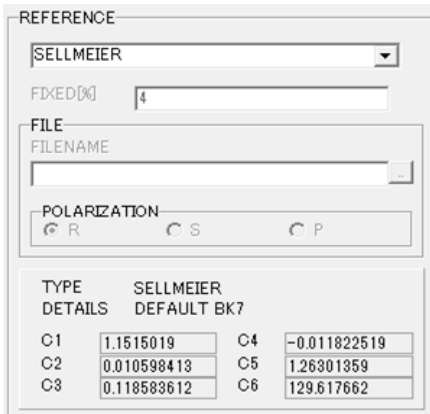 REFERENCE
SELLMEIER
FIXED[%] 4
FILE
FILENAME
..
POLARIZATION
R S P
TYPE SELLMEIER
DETAILS DEFAULT BK7
C1 1.1515019 C4 -0.011822519
C2 0.010598413 C5 1.26301359
C3 0.118583612 C6 129.617662